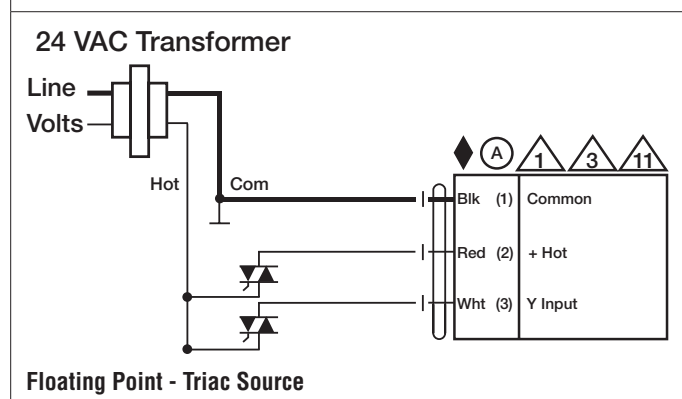 24 VAC Transformer
Line
Volts
Hot
Com
A
1
3
11
Blk (1) Common
Red (2) + Hot
Wht (3) Y Input
Floating Point - Triac Source